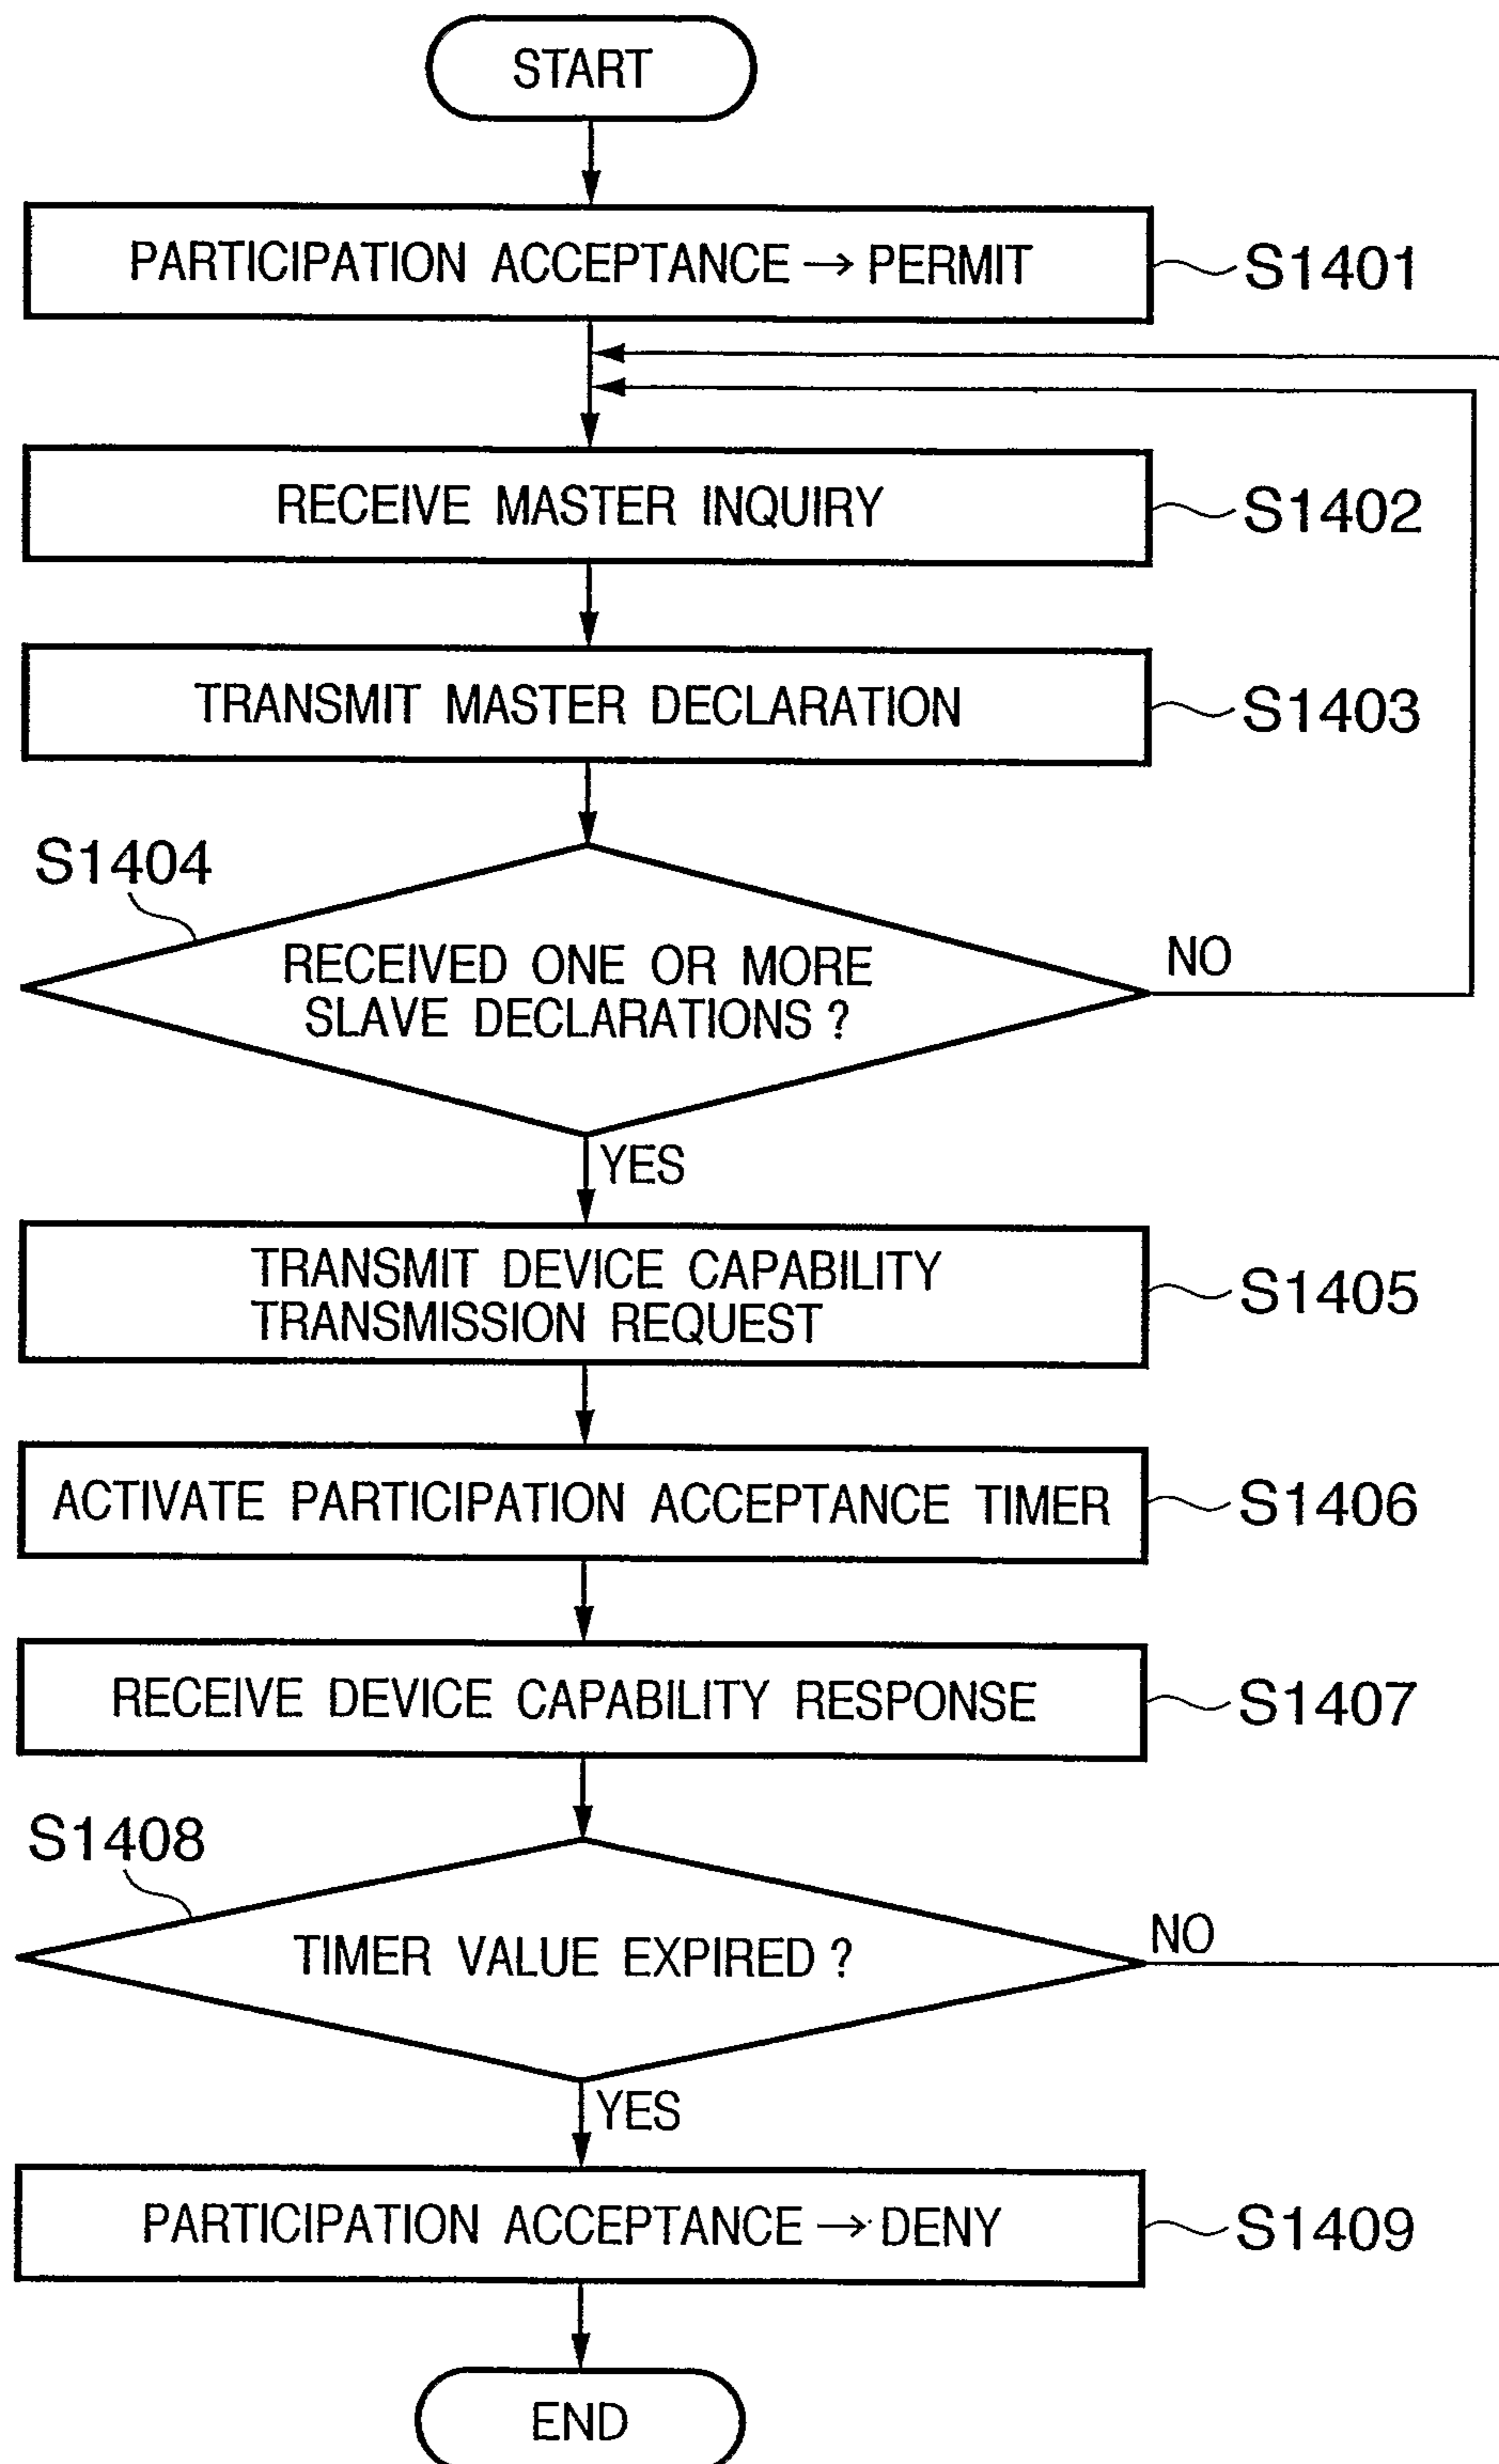 START
PARTICIPATION ACCEPTANCE → PERMIT
S1401
RECEIVE MASTER INQUIRY
S1402
TRANSMIT MASTER DECLARATION
S1403
S1404
RECEIVED ONE OR MORE
SLAVE DECLARATIONS ?
NO
YES
TRANSMIT DEVICE CAPABILITY
TRANSMISSION REQUEST
S1405
ACTIVATE PARTICIPATION ACCEPTANCE TIMER
S1406
RECEIVE DEVICE CAPABILITY RESPONSE
S1407
S1408
TIMER VALUE EXPIRED ?
NO
YES
PARTICIPATION ACCEPTANCE → DENY
S1409
END